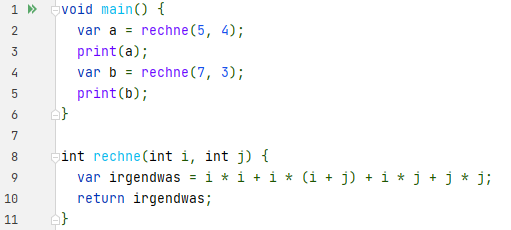 1 void main() {
2 var a = rechne(5, 4);
3 print(a);
4 var b = rechne(7, 3);
5 print(b);
6 }
7
8 int rechne(int i, int j) {
9 var irgendwas = i * i + i * (i + j) + i * j + j * j;
10 return irgendwas;
11 }